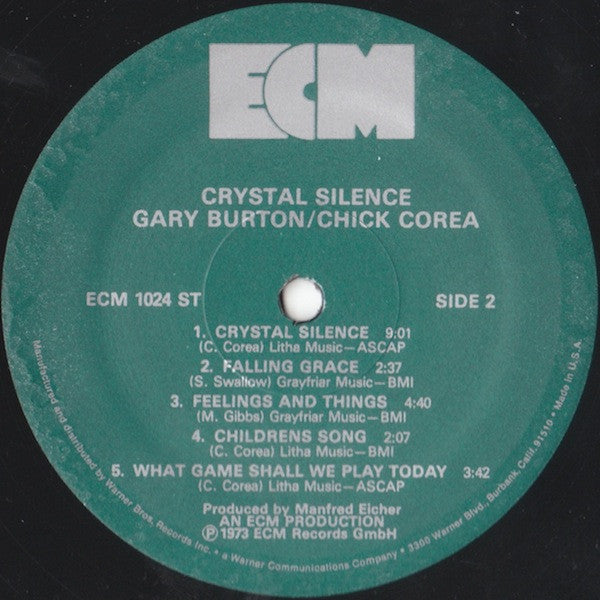 ECM
CRYSTAL SILENCE
GARY BURTON/CHICK COREA
ECM 1024 ST
SIDE 2
1. CRYSTAL SILENCE 9:01
(C. Corea) Litha Music—ASCAP
2. FALLING GRACE 2:37
(S. Swallow) Grayfriar Music—BMI
3. FEELINGS AND THINGS 4:40
(M. Gibbs) Grayfriar Music—BMI
4. CHILDRENS SONG 2:07
(C. Corea) Litha Music—BMI
5. WHAT GAME SHALL WE PLAY TODAY 3:42
(C. Corea) Litha Music—ASCAP
Produced by Manfred Eicher
AN ECM PRODUCTION
℗ 1973 ECM Records GmbH
Manufactured and distributed by Warner Bros. Records Inc. • a Warner Communications Company • 3300 Warner Blvd., Burbank, Calif. 91510 • Made in U.S.A.